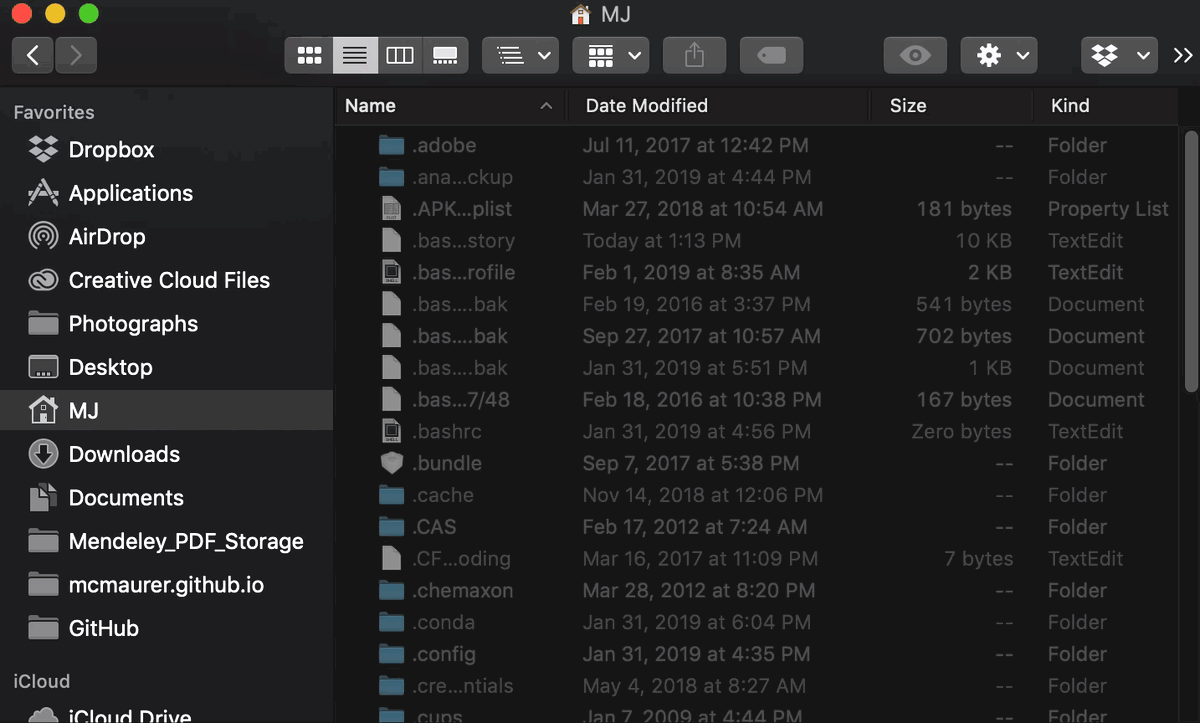 MJ
Favorites
Dropbox
Applications
AirDrop
Creative Cloud Files
Photographs
Desktop
MJ
Downloads
Documents
Mendeley_PDF_Storage
mcmaurer.github.io
GitHub
iCloud
iCloud Drive
Name Date Modified Size Kind
.adobe Jul 11, 2017 at 12:42 PM -- Folder
.ana...ckup Jan 31, 2019 at 4:44 PM -- Folder
.APK...plist Mar 27, 2018 at 10:54 AM 181 bytes Property List
.bas...story Today at 1:13 PM 10 KB TextEdit
.bas...rofile Feb 1, 2019 at 8:35 AM 2 KB TextEdit
.bas....bak Feb 19, 2016 at 3:37 PM 541 bytes Document
.bas....bak Sep 27, 2017 at 10:57 AM 702 bytes Document
.bas....bak Jan 31, 2019 at 5:51 PM 1 KB Document
.bas...7/48 Feb 18, 2016 at 10:38 PM 167 bytes Document
.bashrc Jan 31, 2019 at 4:56 PM Zero bytes TextEdit
.bundle Sep 7, 2017 at 5:38 PM -- Folder
.cache Nov 14, 2018 at 12:06 PM -- Folder
.CAS Feb 17, 2012 at 7:24 AM -- Folder
.CF...oding Mar 16, 2017 at 11:09 PM 7 bytes TextEdit
.chemaxon Mar 28, 2012 at 8:20 PM -- Folder
.conda Jan 31, 2019 at 6:04 PM -- Folder
.config Jan 31, 2019 at 4:35 PM -- Folder
.cre...ntials May 4, 2018 at 8:27 AM -- Folder
.cups Jan 7, 2009 at 4:44 PM -- Folder